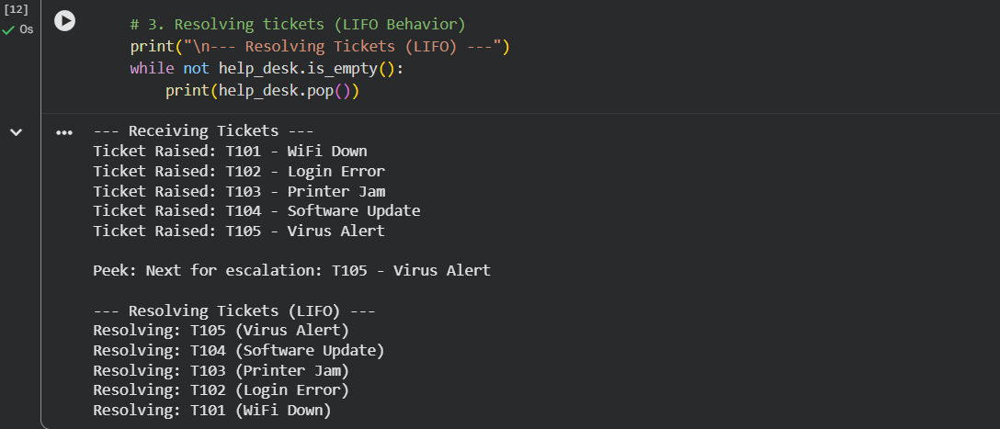 [12]
0s
# 3. Resolving tickets (LIFO Behavior)
print("\n--- Resolving Tickets (LIFO) ---")
while not help_desk.is_empty():
    print(help_desk.pop())
--- Receiving Tickets ---
Ticket Raised: T101 - WiFi Down
Ticket Raised: T102 - Login Error
Ticket Raised: T103 - Printer Jam
Ticket Raised: T104 - Software Update
Ticket Raised: T105 - Virus Alert
Peek: Next for escalation: T105 - Virus Alert
--- Resolving Tickets (LIFO) ---
Resolving: T105 (Virus Alert)
Resolving: T104 (Software Update)
Resolving: T103 (Printer Jam)
Resolving: T102 (Login Error)
Resolving: T101 (WiFi Down)